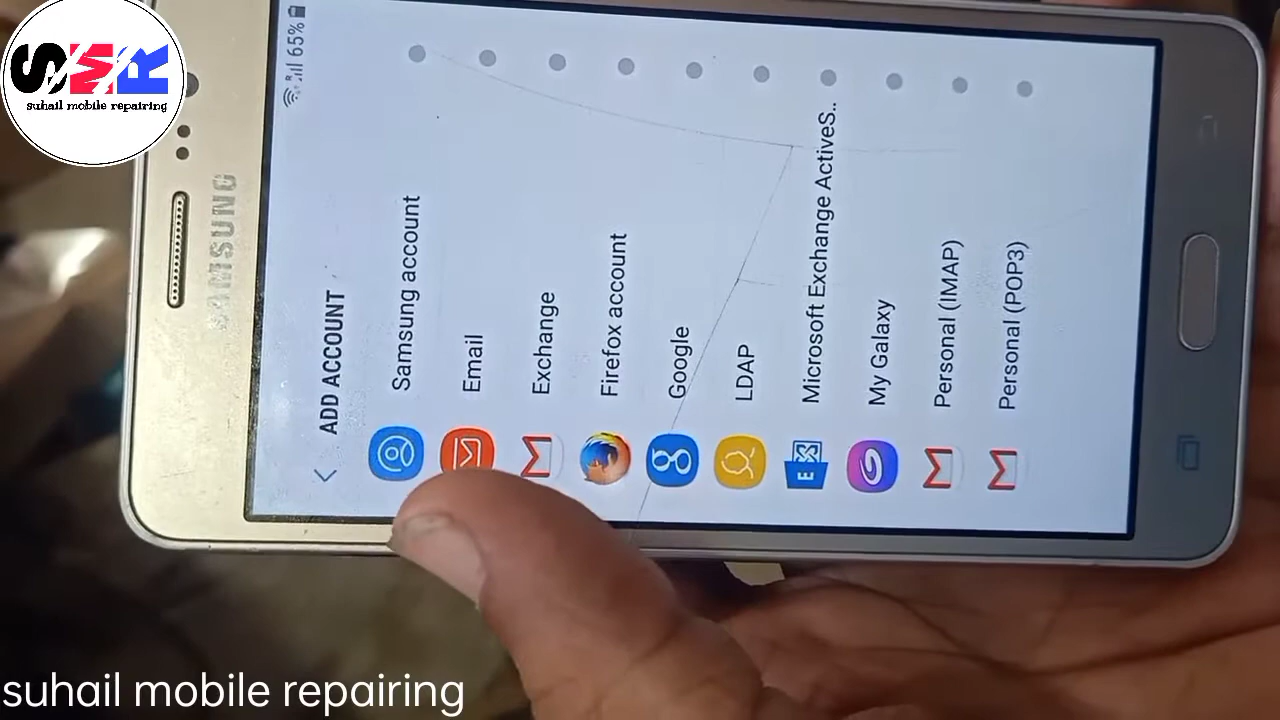 SMR
suhail mobile repairing
SAMSUNG
65%
ADD ACCOUNT
Samsung account
Email
Exchange
Firefox account
Google
LDAP
Microsoft Exchange ActiveS..
My Galaxy
Personal (IMAP)
Personal (POP3)
suhail mobile repairing